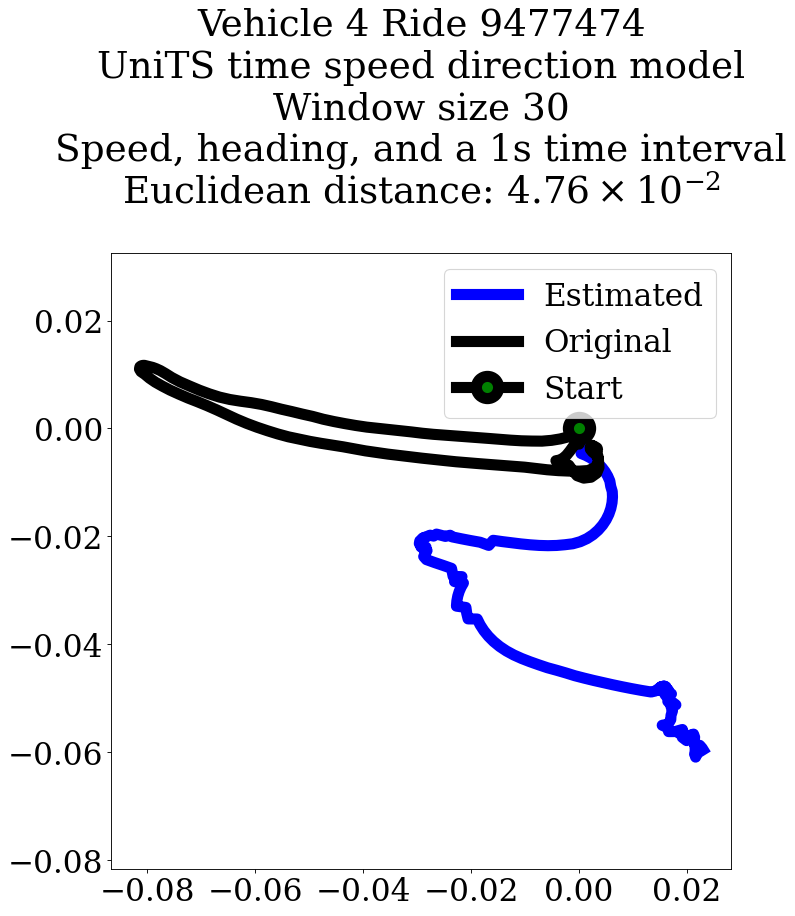 Vehicle 4 Ride 9477474
UniTS time speed direction model
Window size 30
Speed, heading, and a 1s time interval
Euclidean distance: 4.76 × 10⁻²
Estimated
Original
Start
0.02
0.00
−0.02
−0.04
−0.06
−0.08
−0.08 −0.06 −0.04 −0.02 0.00 0.02